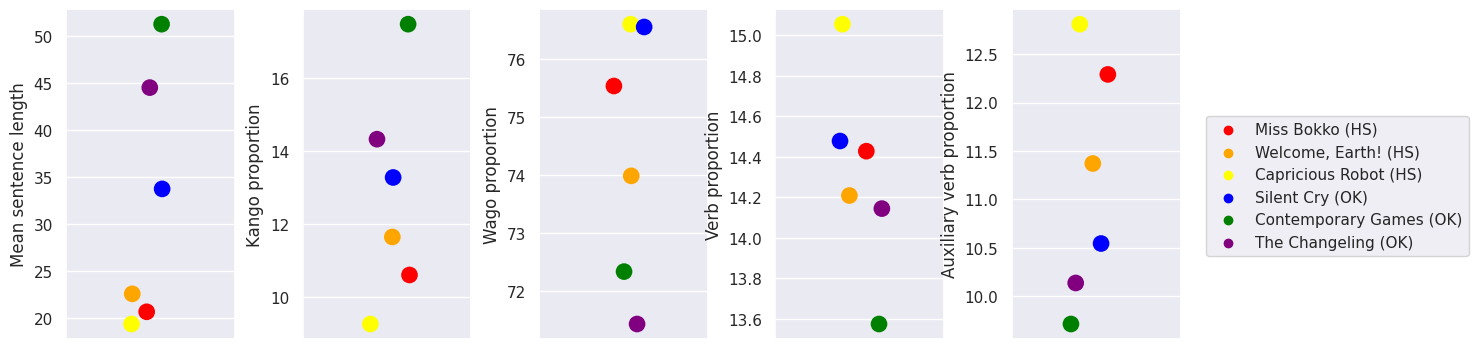 Mean sentence length
50
45
40
35
30
25
20
Kango proportion
16
14
12
10
Wago proportion
76
75
74
73
72
Verb proportion
15.0
14.8
14.6
14.4
14.2
14.0
13.8
13.6
Auxiliary verb proportion
12.5
12.0
11.5
11.0
10.5
10.0
Miss Bokko (HS)
Welcome, Earth! (HS)
Capricious Robot (HS)
Silent Cry (OK)
Contemporary Games (OK)
The Changeling (OK)